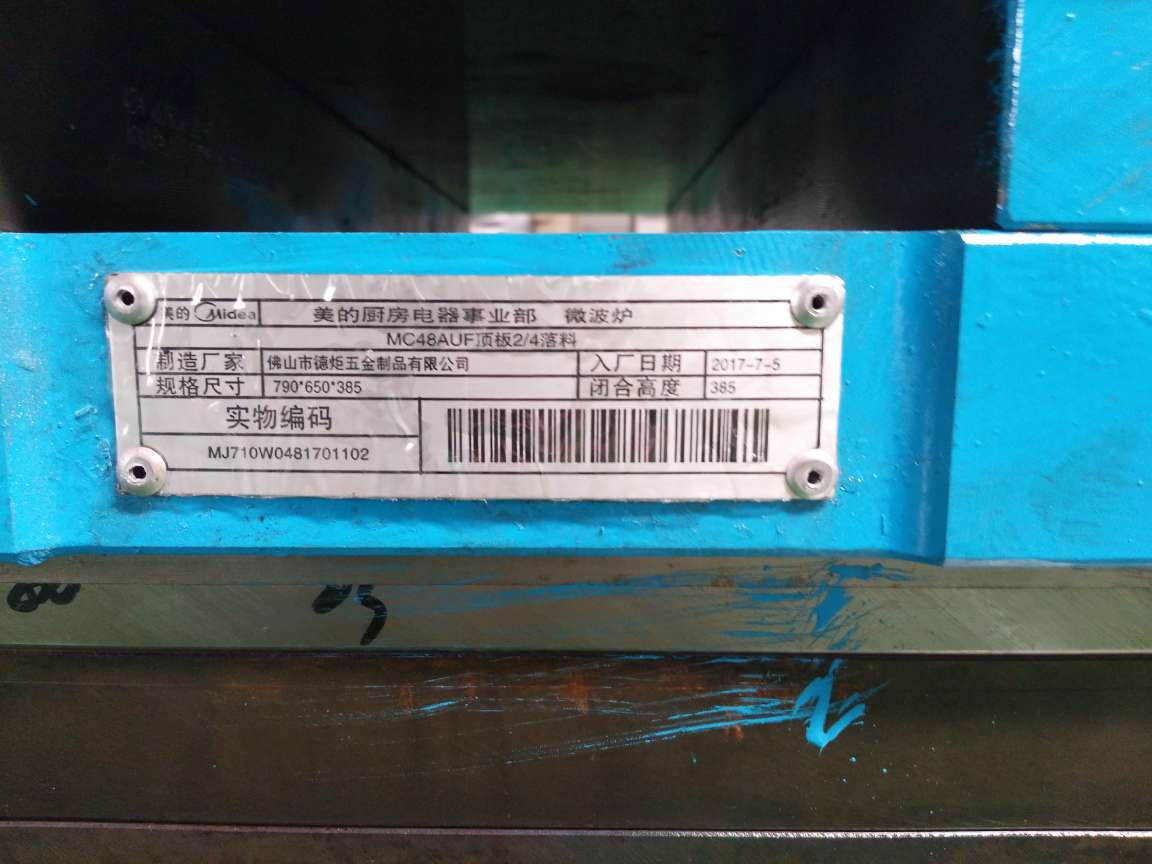 美的 Midea 美的厨房电器事业部 微波炉
MC48AUF顶板2/4落料
制造厂家 佛山市德炬五金制品有限公司 入厂日期 2017-7-5
规格尺寸 790*650*385 闭合高度 385
实物编码
MJ710W0481701102